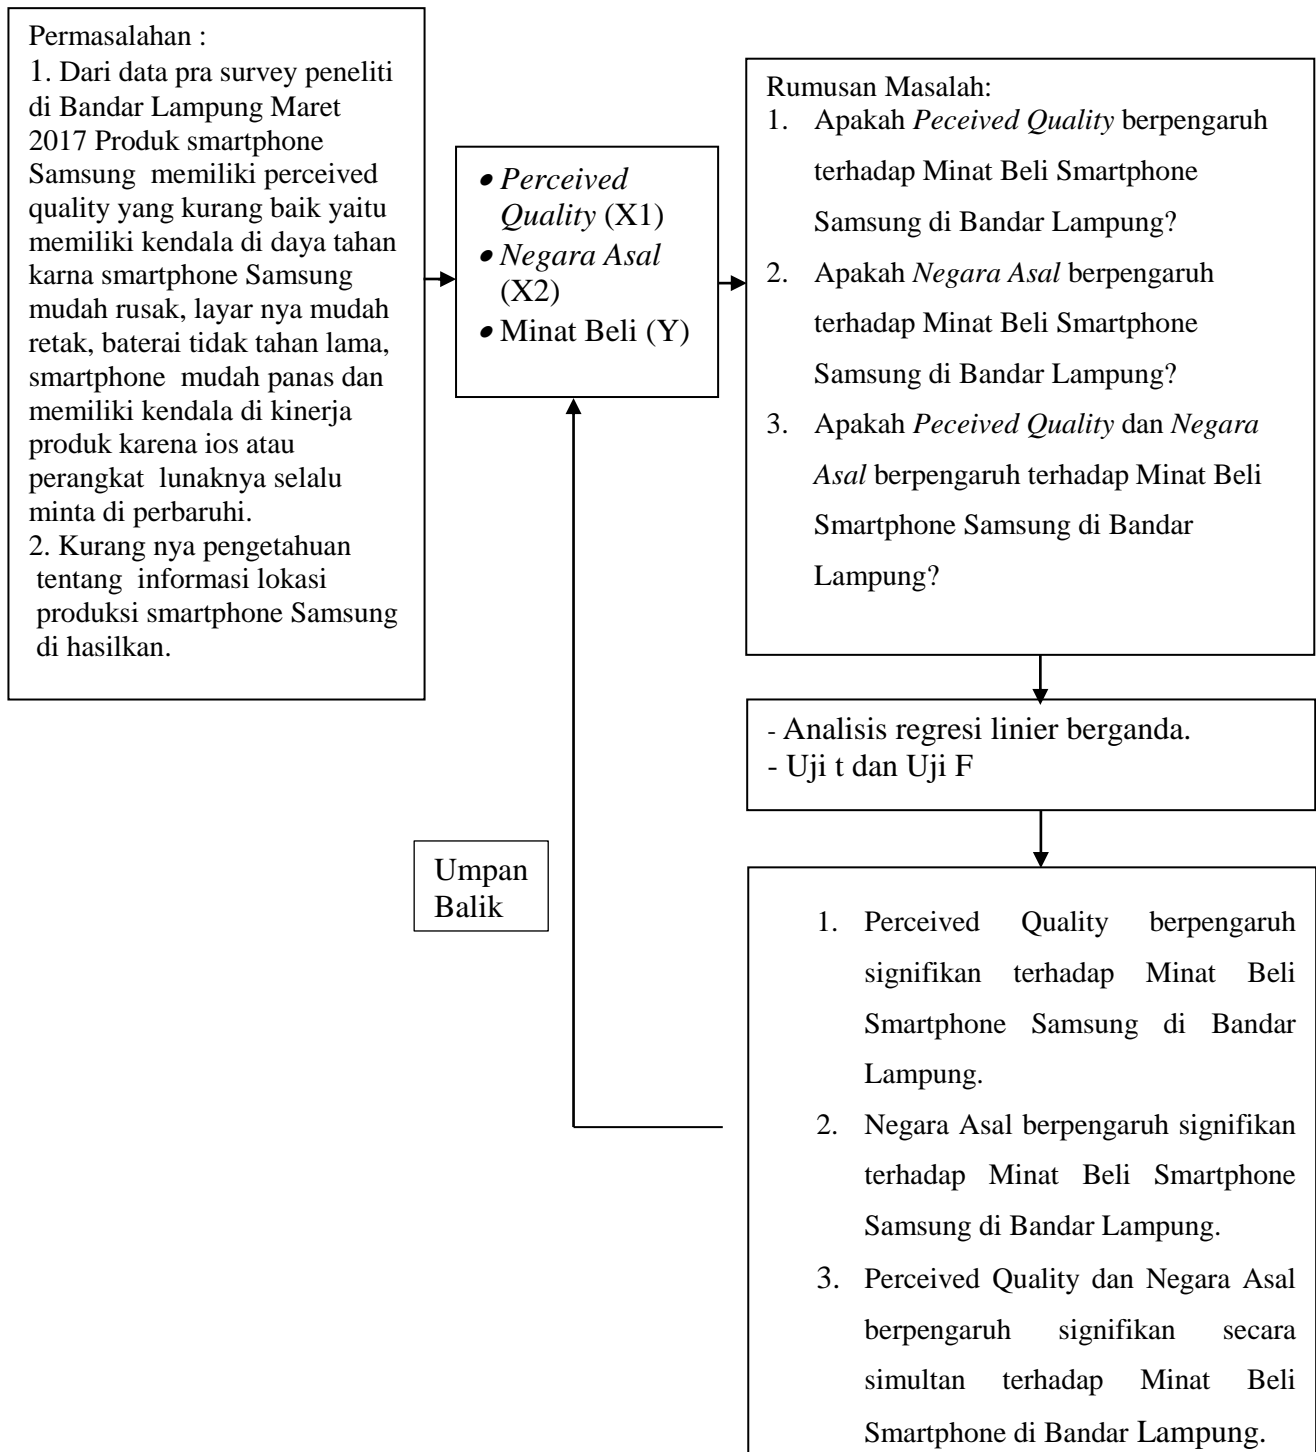 Permasalahan :
1. Dari data pra survey peneliti
di Bandar Lampung Maret
2017 Produk smartphone
Samsung memiliki perceived
quality yang kurang baik yaitu
memiliki kendala di daya tahan
karna smartphone Samsung
mudah rusak, layar nya mudah
retak, baterai tidak tahan lama,
smartphone mudah panas dan
memiliki kendala di kinerja
produk karena ios atau
perangkat lunaknya selalu
minta di perbaruhi.
2. Kurang nya pengetahuan
tentang informasi lokasi
produksi smartphone Samsung
di hasilkan.
• Perceived
Quality (X1)
• Negara Asal
(X2)
• Minat Beli (Y)
Rumusan Masalah:
1. Apakah Peceived Quality berpengaruh
terhadap Minat Beli Smartphone
Samsung di Bandar Lampung?
2. Apakah Negara Asal berpengaruh
terhadap Minat Beli Smartphone
Samsung di Bandar Lampung?
3. Apakah Peceived Quality dan Negara
Asal berpengaruh terhadap Minat Beli
Smartphone Samsung di Bandar
Lampung?
- Analisis regresi linier berganda.
- Uji t dan Uji F
Umpan
Balik
1. Perceived Quality berpengaruh
signifikan terhadap Minat Beli
Smartphone Samsung di Bandar
Lampung.
2. Negara Asal berpengaruh signifikan
terhadap Minat Beli Smartphone
Samsung di Bandar Lampung.
3. Perceived Quality dan Negara Asal
berpengaruh signifikan secara
simultan terhadap Minat Beli
Smartphone di Bandar Lampung.